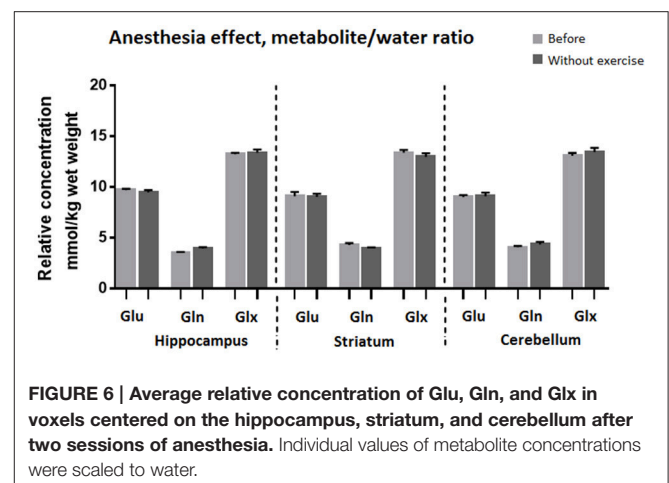 Anesthesia effect, metabolite/water ratio
Before
Without exercise
Relative concentration
mmol/kg wet weight
20
15
10
5
0
Glu Gln Glx Glu Gln Glx Glu Gln Glx
Hippocampus Striatum Cerebellum
FIGURE 6 | Average relative concentration of Glu, Gln, and Glx in
voxels centered on the hippocampus, striatum, and cerebellum after
two sessions of anesthesia. Individual values of metabolite concentrations
were scaled to water.